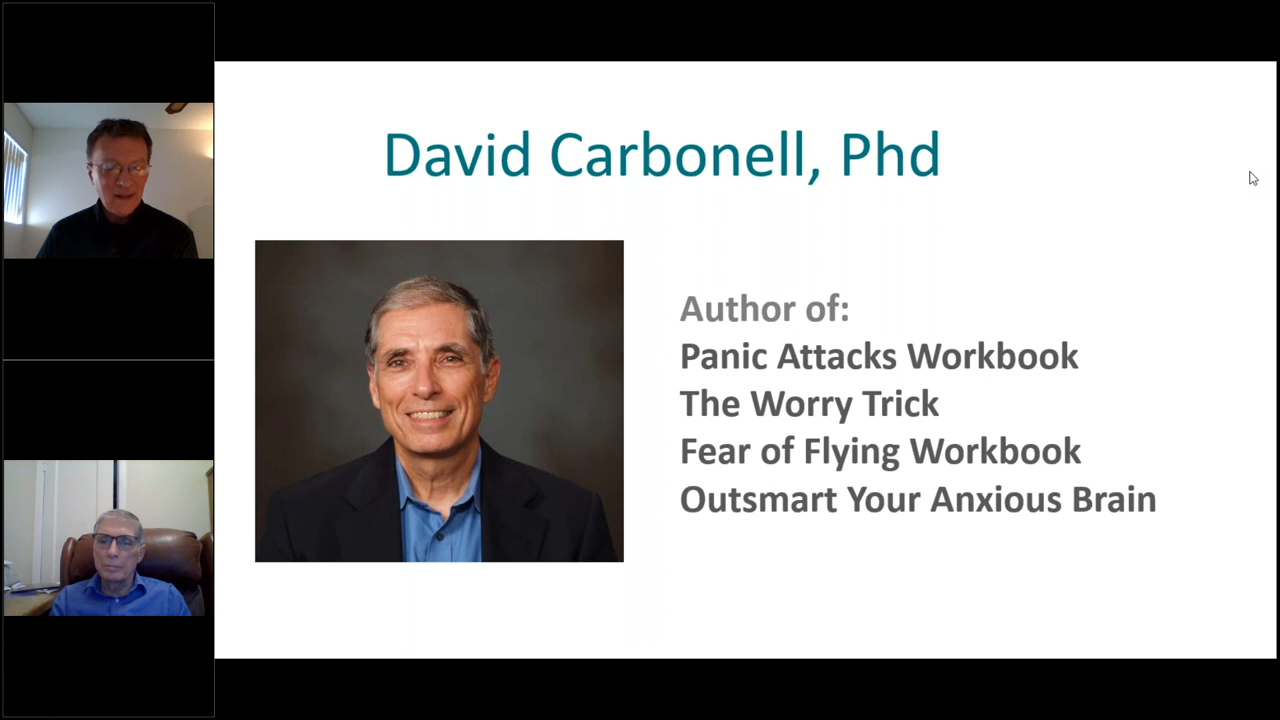 David Carbonell, Phd
Author of:
Panic Attacks Workbook
The Worry Trick
Fear of Flying Workbook
Outsmart Your Anxious Brain